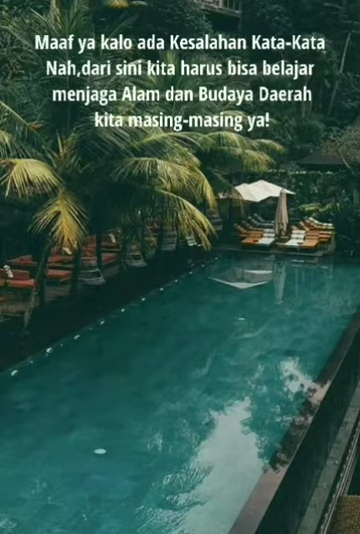 Maaf ya kalo ada Kesalahan Kata-Kata
Nah,dari sini kita harus bisa belajar
menjaga Alam dan Budaya Daerah
kita masing-masing ya!